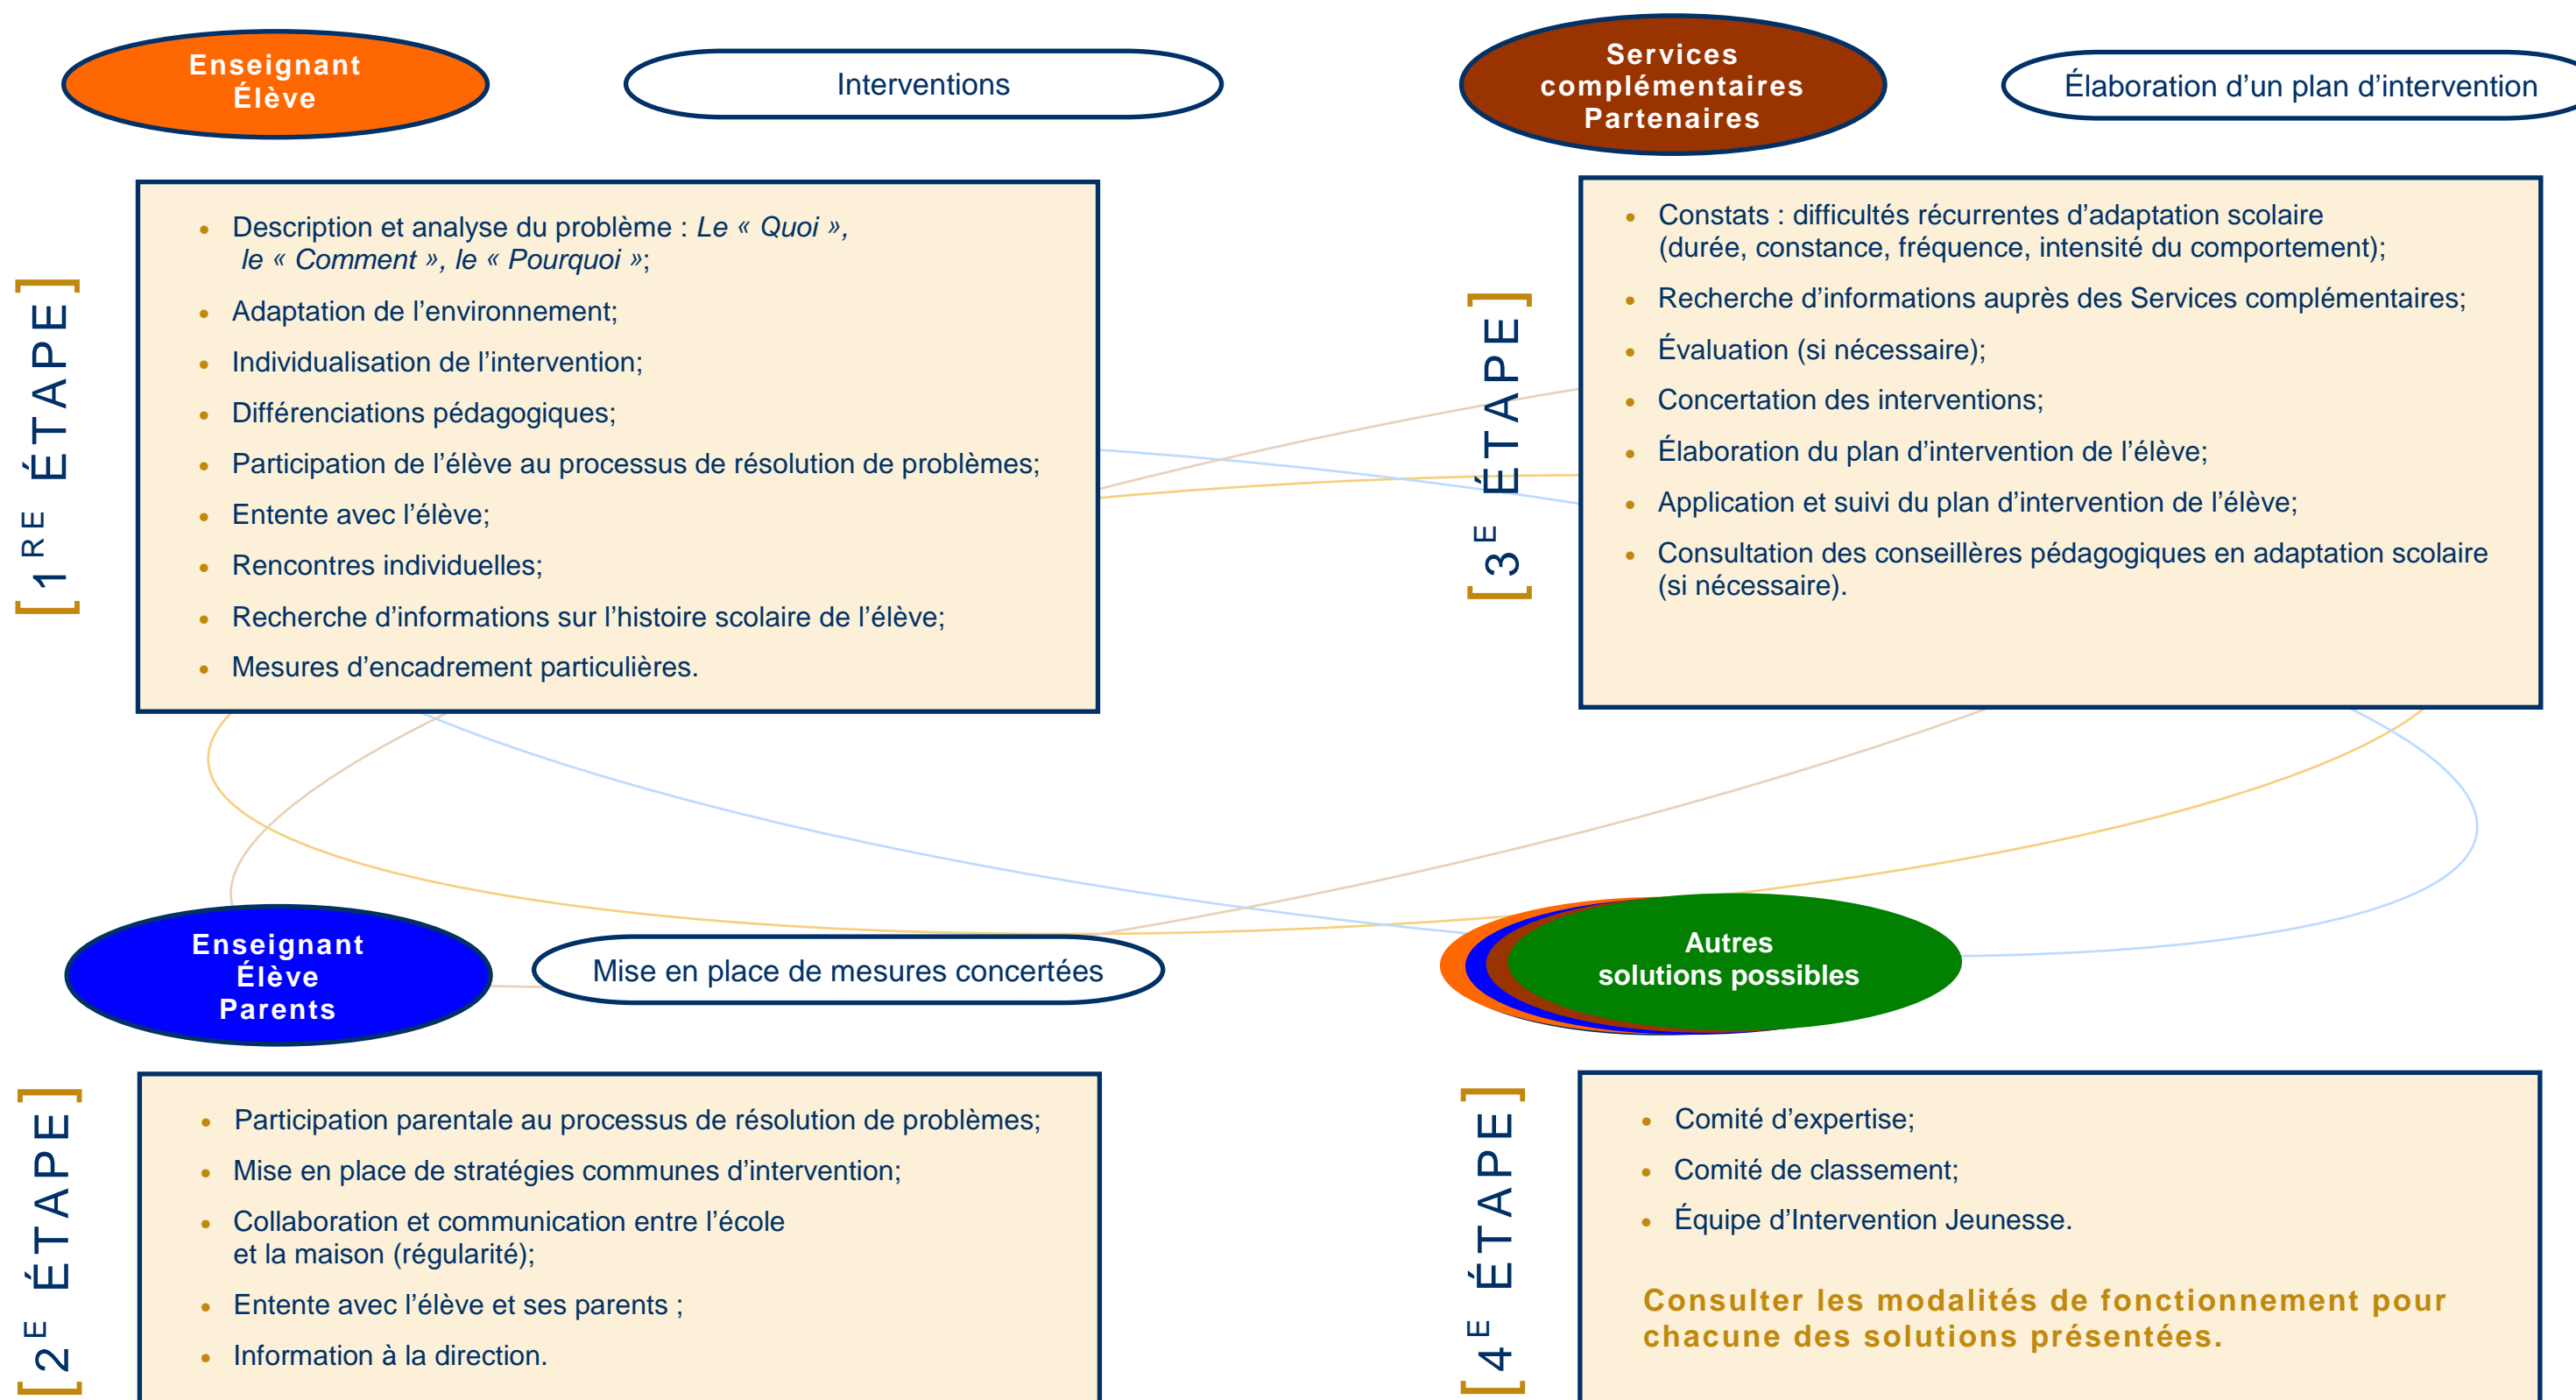 Enseignant
Élève
Interventions
[1RE ÉTAPE]
• Description et analyse du problème : Le « Quoi »,
le « Comment », le « Pourquoi »;
• Adaptation de l’environnement;
• Individualisation de l’intervention;
• Différenciations pédagogiques;
• Participation de l’élève au processus de résolution de problèmes;
• Entente avec l’élève;
• Rencontres individuelles;
• Recherche d’informations sur l’histoire scolaire de l’élève;
• Mesures d’encadrement particulières.
Enseignant
Élève
Parents
Mise en place de mesures concertées
[2E ÉTAPE]
• Participation parentale au processus de résolution de problèmes;
• Mise en place de stratégies communes d’intervention;
• Collaboration et communication entre l’école
et la maison (régularité);
• Entente avec l’élève et ses parents ;
• Information à la direction.
Services
complémentaires
Partenaires
Élaboration d’un plan d’intervention
[3E ÉTAPE]
• Constats : difficultés récurrentes d’adaptation scolaire
(durée, constance, fréquence, intensité du comportement);
• Recherche d’informations auprès des Services complémentaires;
• Évaluation (si nécessaire);
• Concertation des interventions;
• Élaboration du plan d’intervention de l’élève;
• Application et suivi du plan d’intervention de l’élève;
• Consultation des conseillères pédagogiques en adaptation scolaire
(si nécessaire).
Autres
solutions possibles
[4E ÉTAPE]
• Comité d’expertise;
• Comité de classement;
• Équipe d’Intervention Jeunesse.
Consulter les modalités de fonctionnement pour
chacune des solutions présentées.